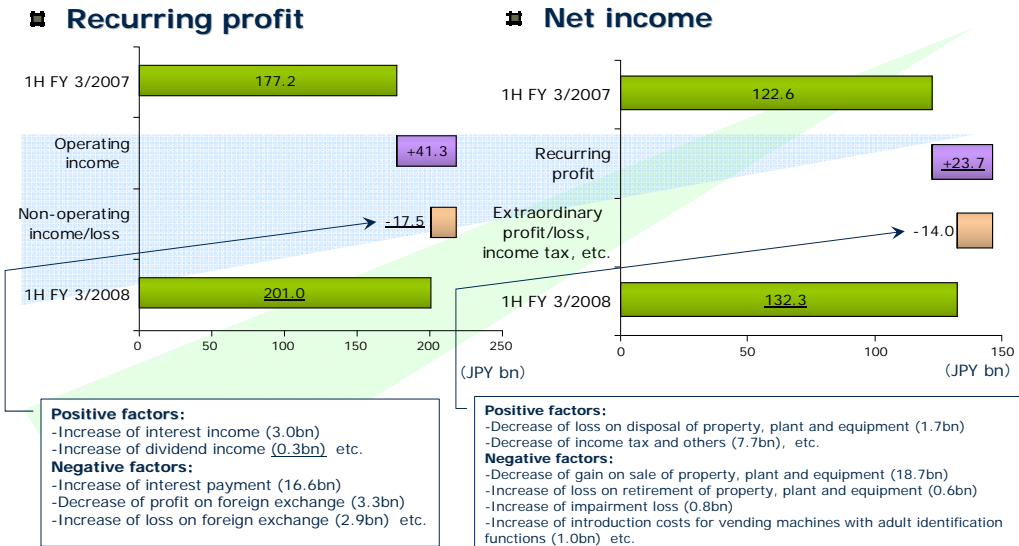 Recurring profit
1H FY 3/2007
177.2
Operating
income
+41.3
Non-operating
income/loss
-17.5
1H FY 3/2008
201.0
0
50
100
150
200
250
(JPY bn)
Positive factors:
-Increase of interest income (3.0bn)
-Increase of dividend income (0.3bn) etc.
Negative factors:
-Increase of interest payment (16.6bn)
-Decrease of profit on foreign exchange (3.3bn)
-Increase of loss on foreign exchange (2.9bn) etc.
Net income
1H FY 3/2007
122.6
Recurring
profit
+23.7
Extraordinary
profit/loss,
income tax, etc.
-14.0
1H FY 3/2008
132.3
0
50
100
150
(JPY bn)
Positive factors:
-Decrease of loss on disposal of property, plant and equipment (1.7bn)
-Decrease of income tax and others (7.7bn), etc.
Negative factors:
-Decrease of gain on sale of property, plant and equipment (18.7bn)
-Increase of loss on retirement of property, plant and equipment (0.6bn)
-Increase of impairment loss (0.8bn)
-Increase of introduction costs for vending machines with adult identification
functions (1.0bn) etc.